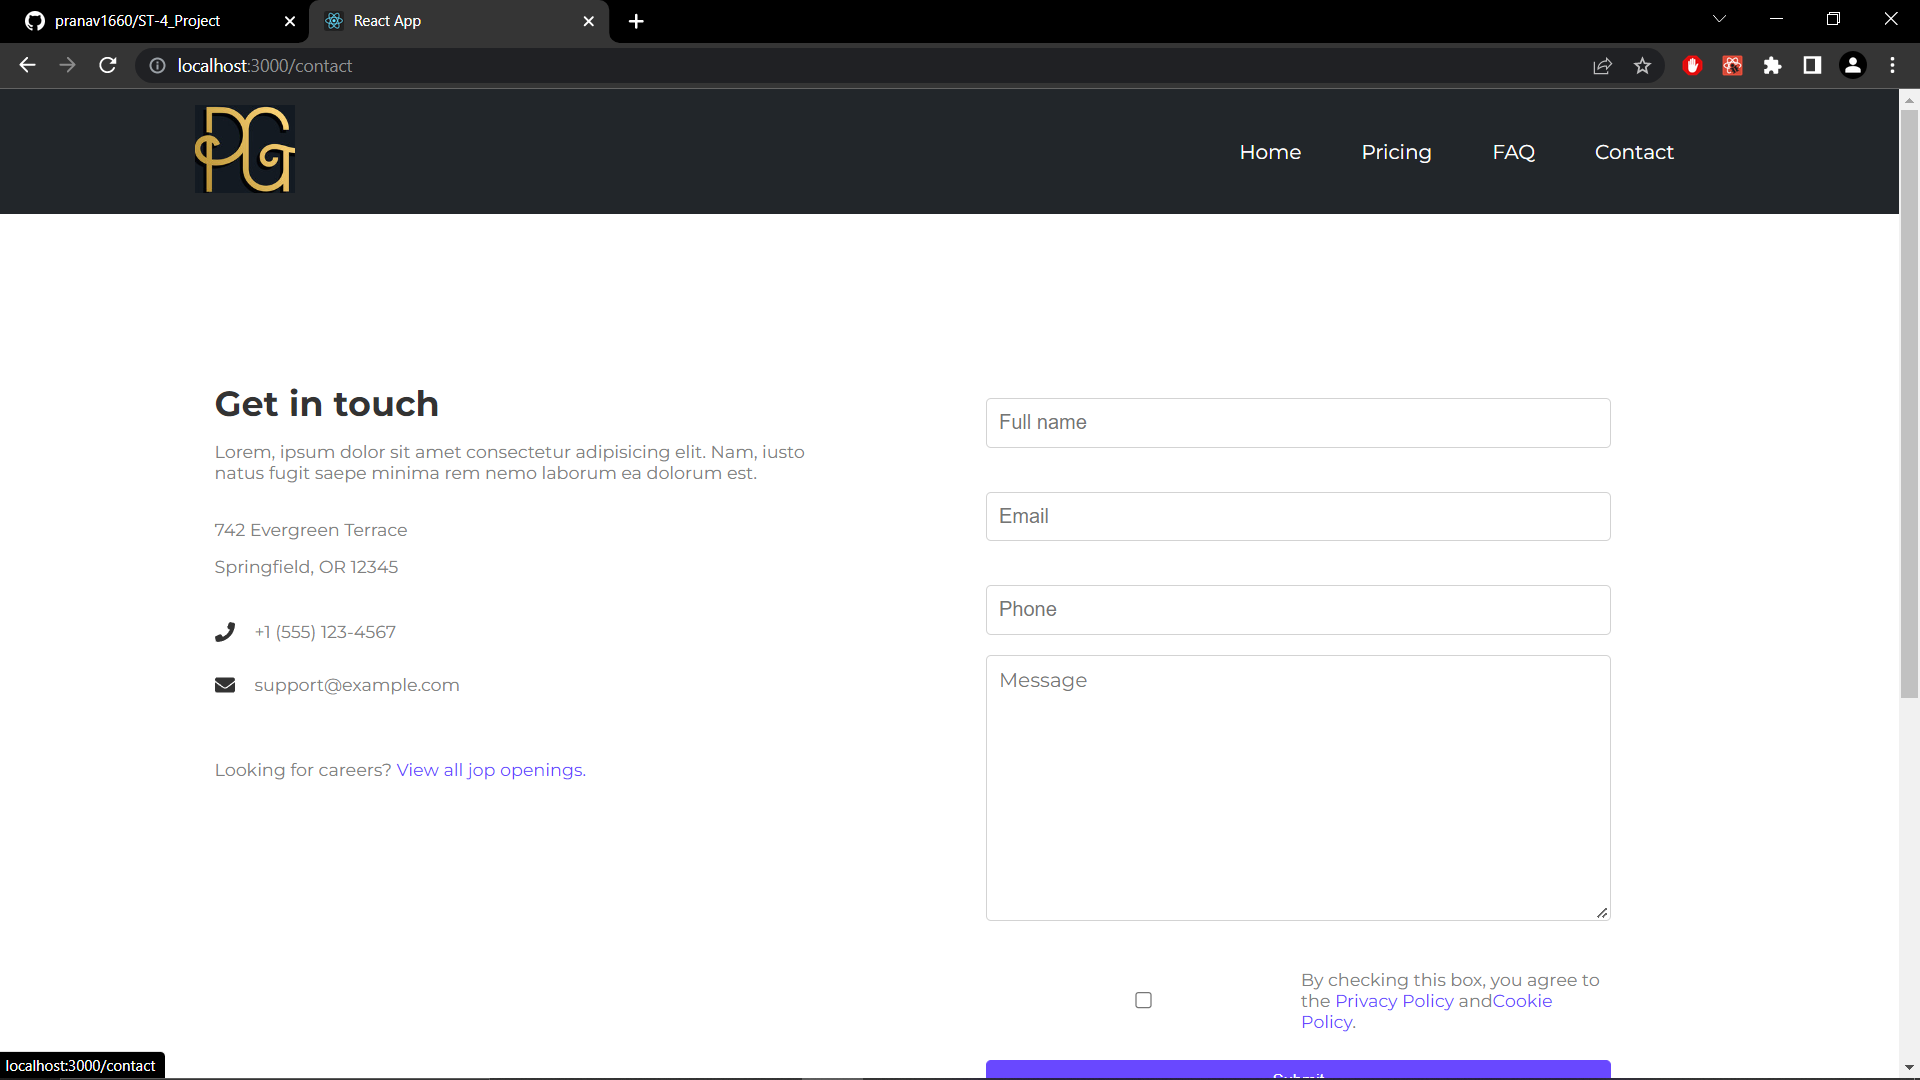 pranav1660/ST-4_Project
React App
localhost:3000/contact
PG
Home
Pricing
FAQ
Contact
Get in touch
Lorem, ipsum dolor sit amet consectetur adipisicing elit. Nam, iusto
natus fugit saepe minima rem nemo laborum ea dolorum est.
742 Evergreen Terrace
Springfield, OR 12345
+1 (555) 123-4567
support@example.com
Looking for careers? View all jop openings.
Full name
Email
Phone
Message
By checking this box, you agree to
the Privacy Policy andCookie
Policy.
Submit
localhost:3000/contact